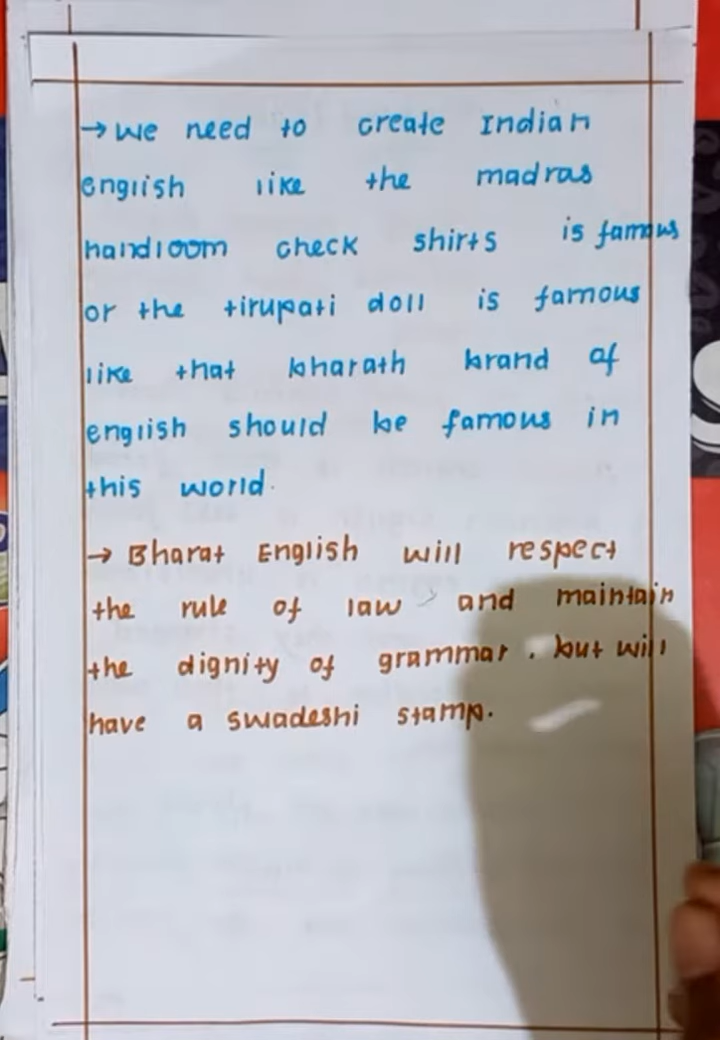 → we need to create Indian
english like the madras
handloom check shirts is famous
or the tirupati doll is famous
like that bharath brand of
english should be famous in
this world.
→ Bharat English will respect
the rule of law and maintain
the dignity of grammar. but will
have a swadeshi stamp.